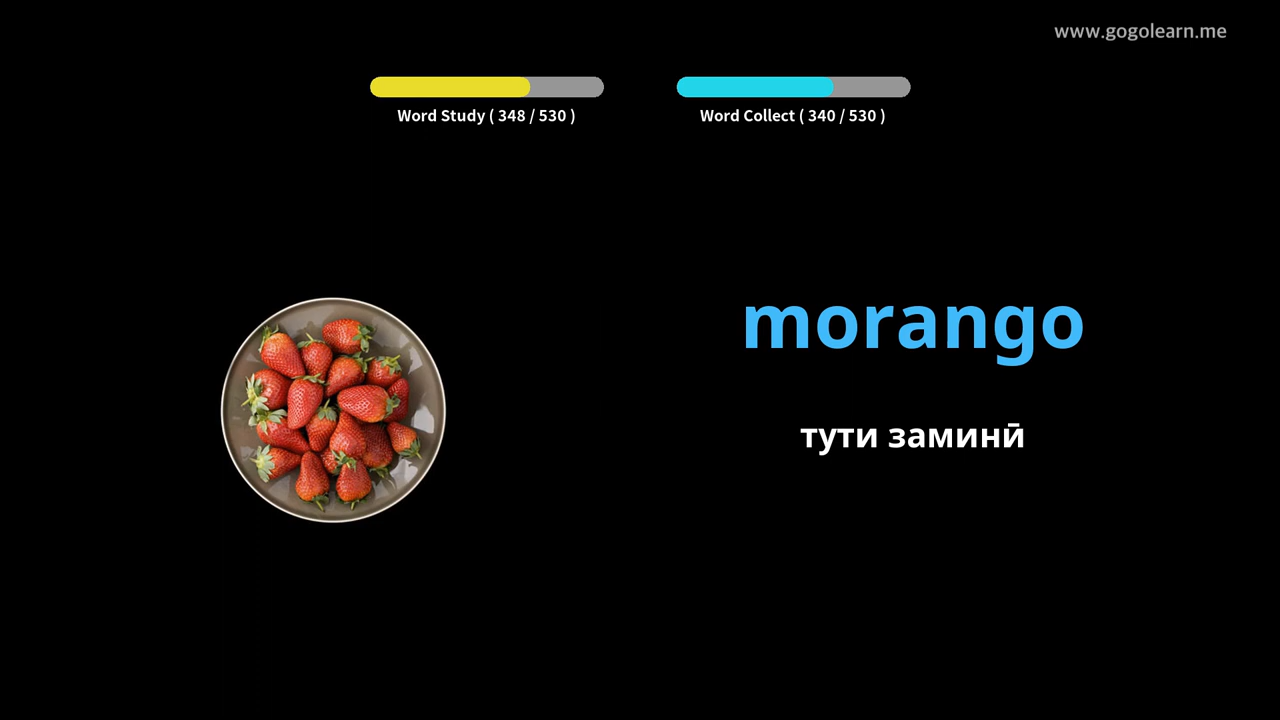 www.gogolearn.me
Word Study ( 348 / 530 )
Word Collect ( 340 / 530 )
morango
тути заминӣ